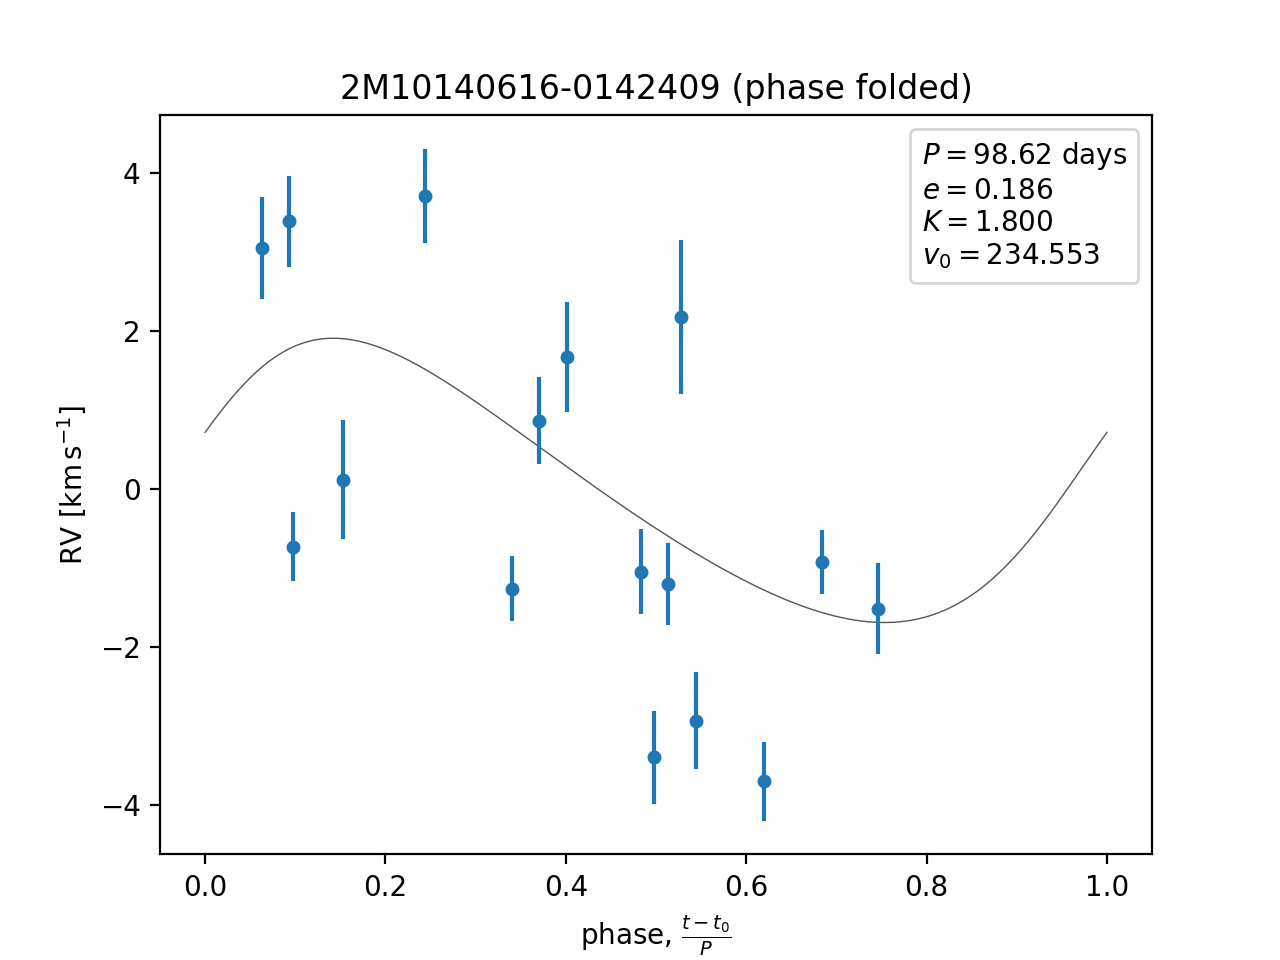 2M10140616-0142409 (phase folded)
P = 98.62 days
e = 0.186
K = 1.800
v₀ = 234.553
4
2
0
−2
−4
RV [km s⁻¹]
0.0 0.2 0.4 0.6 0.8 1.0
phase, (t − t₀)/P